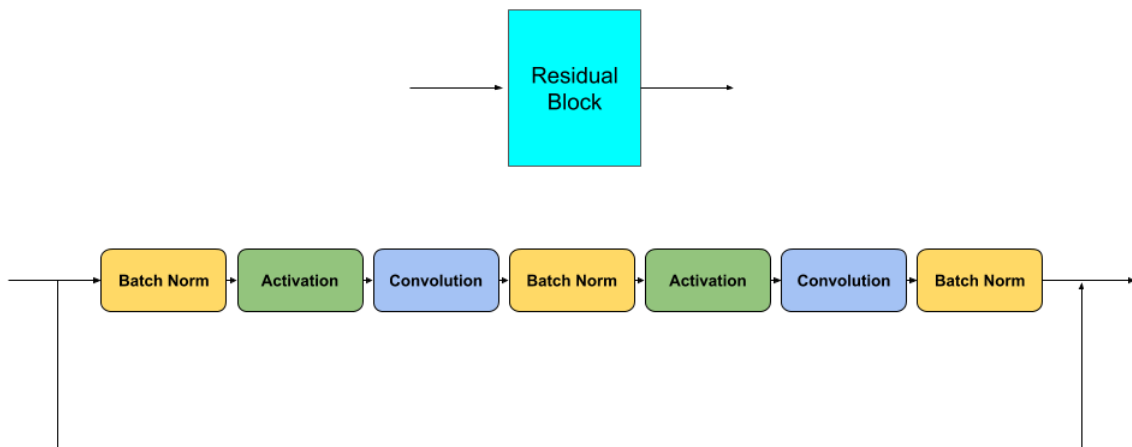 Residual
Block
Batch Norm
Activation
Convolution
Batch Norm
Activation
Convolution
Batch Norm